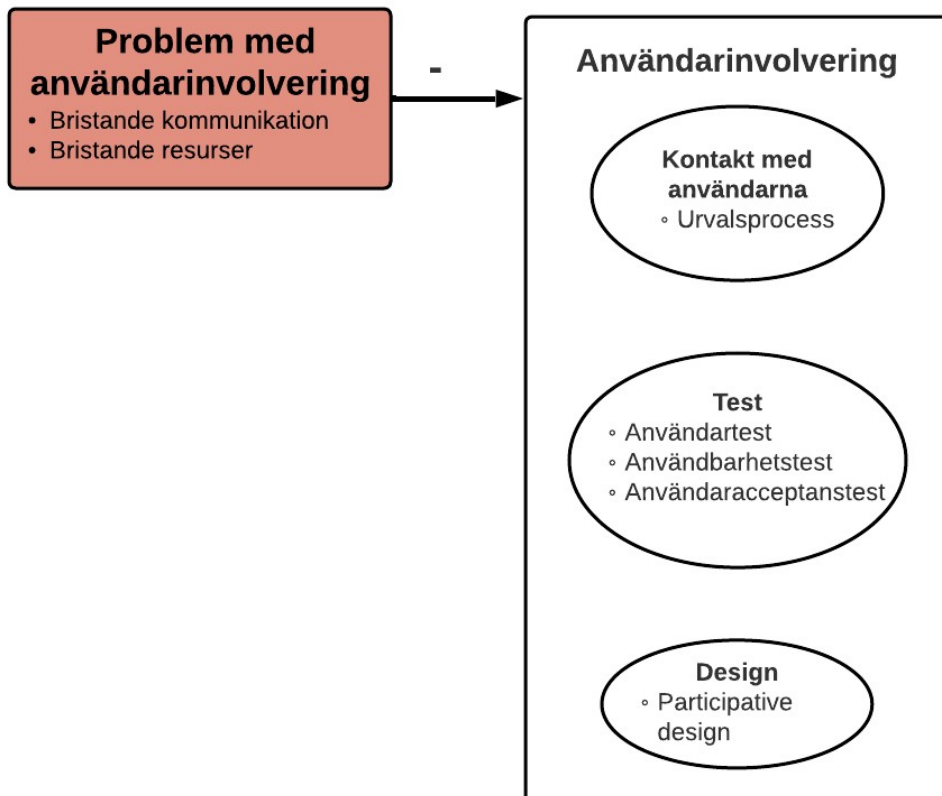 Problem med
användarinvolvering
• Bristande kommunikation
• Bristande resurser
-
Användarinvolvering
Kontakt med
användarna
◦ Urvalsprocess
Test
◦ Användartest
◦ Användbarhetstest
◦ Användaracceptanstest
Design
◦ Participative
design